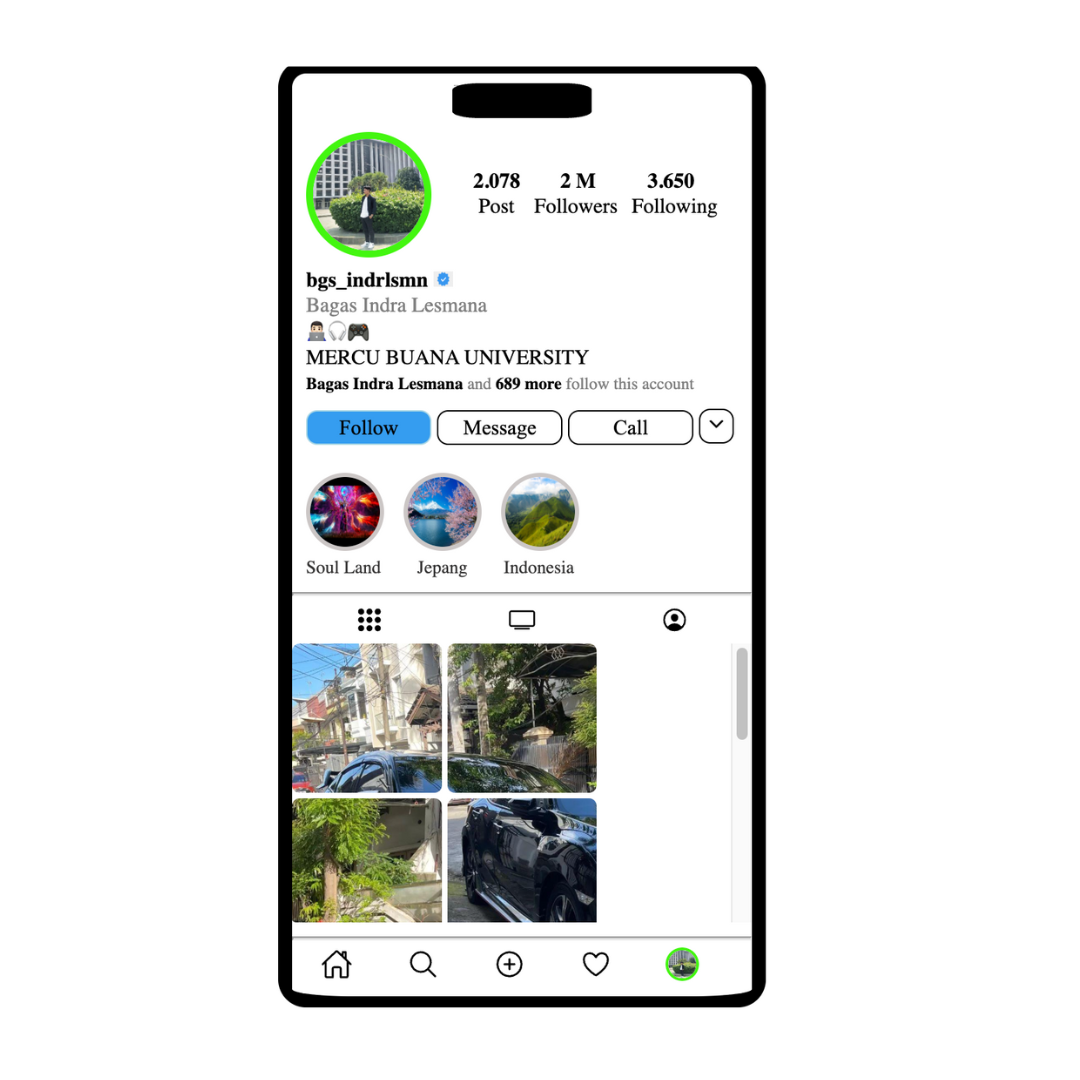 2.078 2 M 3.650
Post Followers Following
bgs_indrlsmn
Bagas Indra Lesmana
MERCU BUANA UNIVERSITY
Bagas Indra Lesmana and 689 more follow this account
Follow Message Call
Soul Land Jepang Indonesia